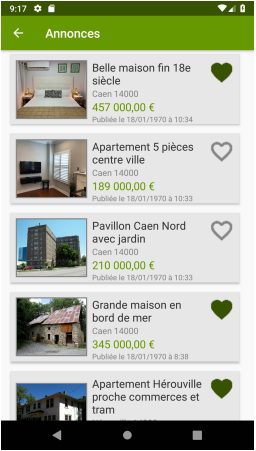 9:17
Annonces
Belle maison fin 18e
siècle
Caen 14000
457 000,00 €
Publiée le 18/01/1970 à 10:34
Apartement 5 pièces
centre ville
Caen 14000
189 000,00 €
Publiée le 18/01/1970 à 10:33
Pavillon Caen Nord
avec jardin
Caen 14000
210 000,00 €
Publiée le 18/01/1970 à 10:33
Grande maison en
bord de mer
Caen 14000
345 000,00 €
Publiée le 18/01/1970 à 8:38
Apartement Hérouville
proche commerces et
tram